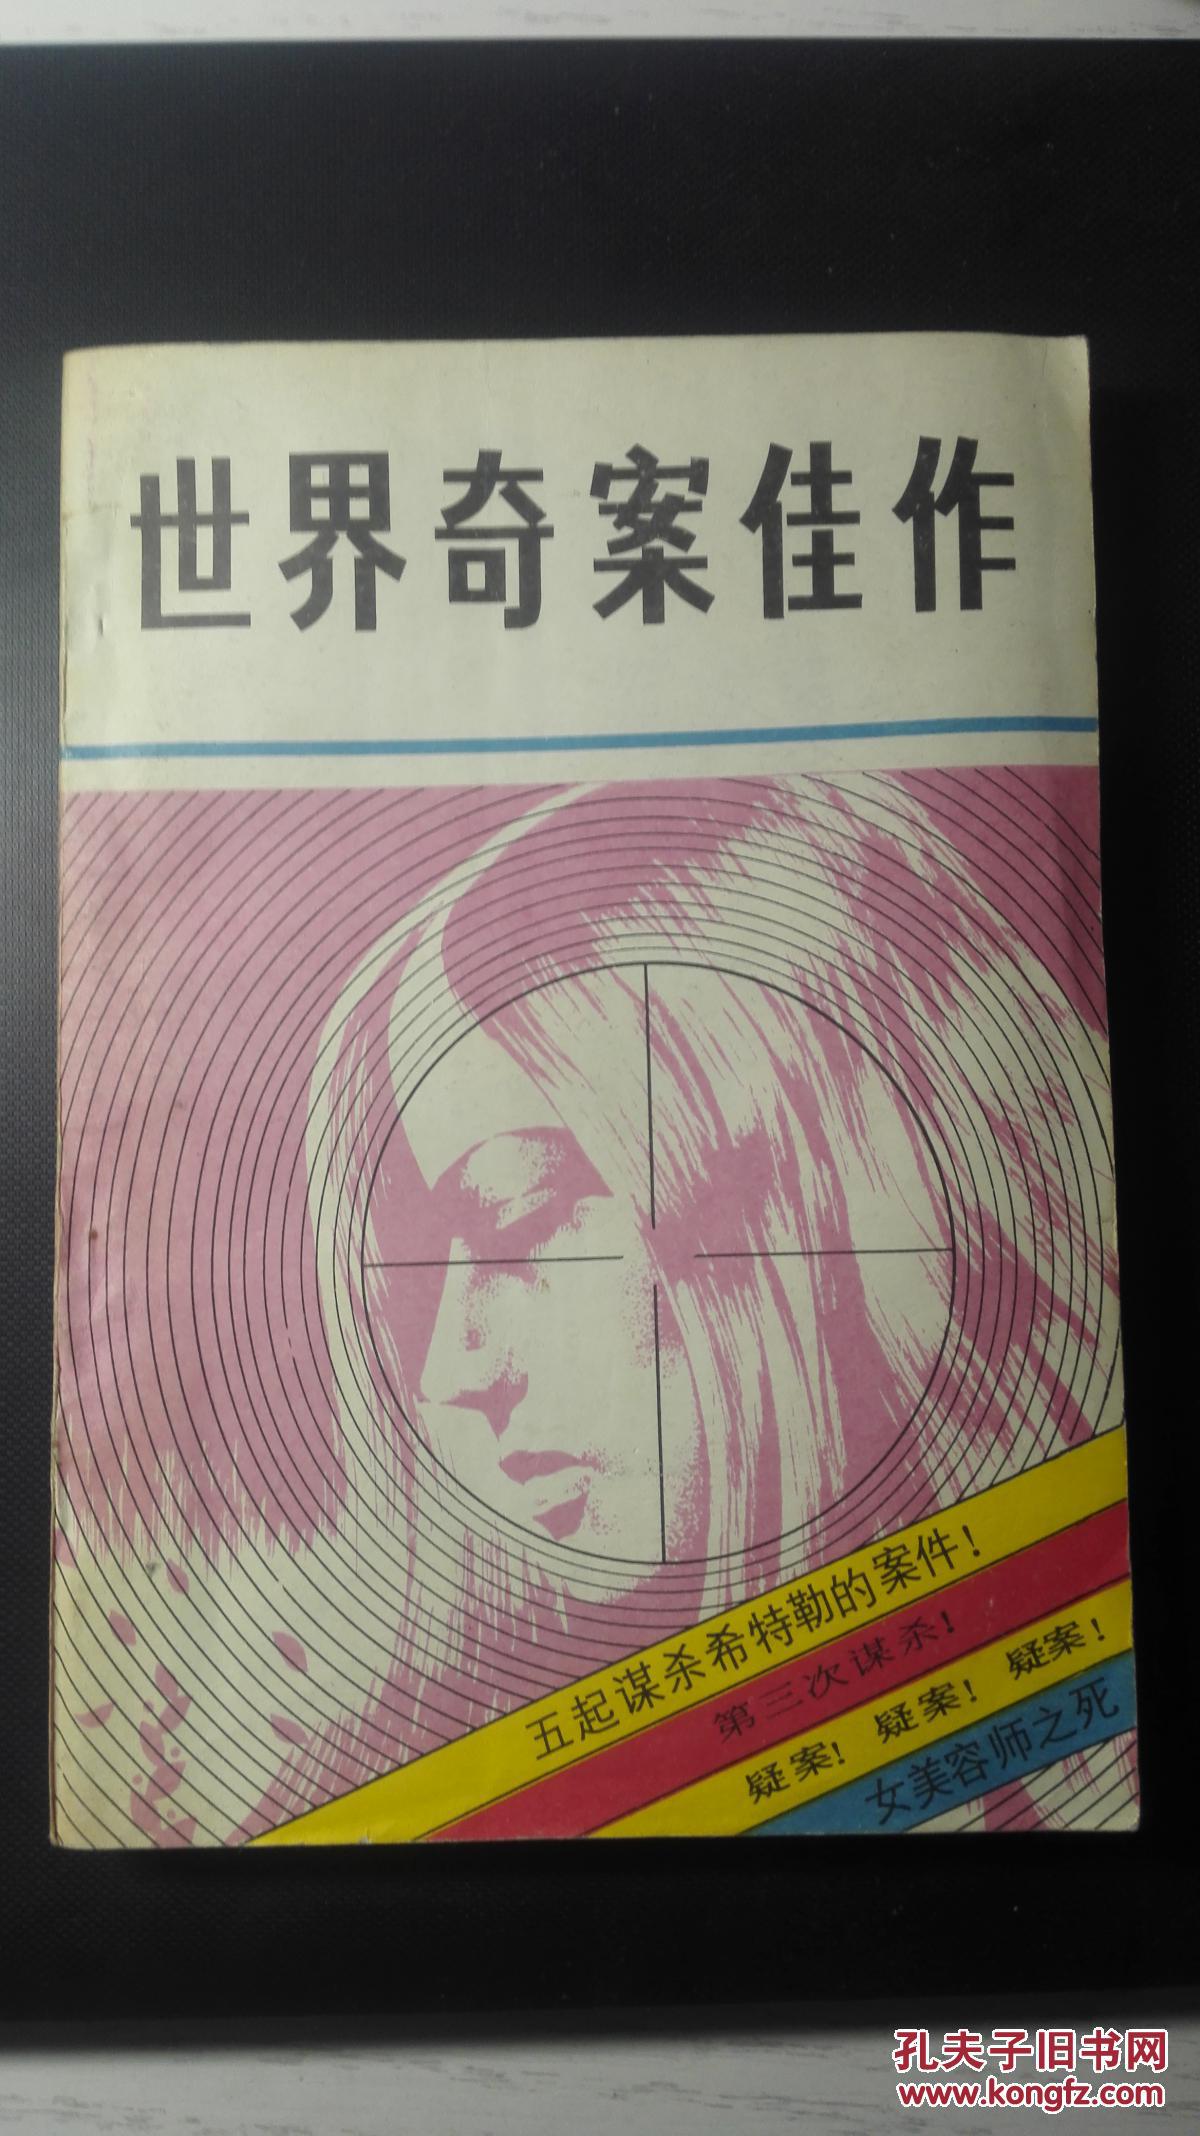 世界奇案佳作
五起谋杀希特勒的案件！
第三次谋杀！
疑案！ 疑案！ 疑案！
女美容师之死
孔夫子旧书网
www.kongfz.com